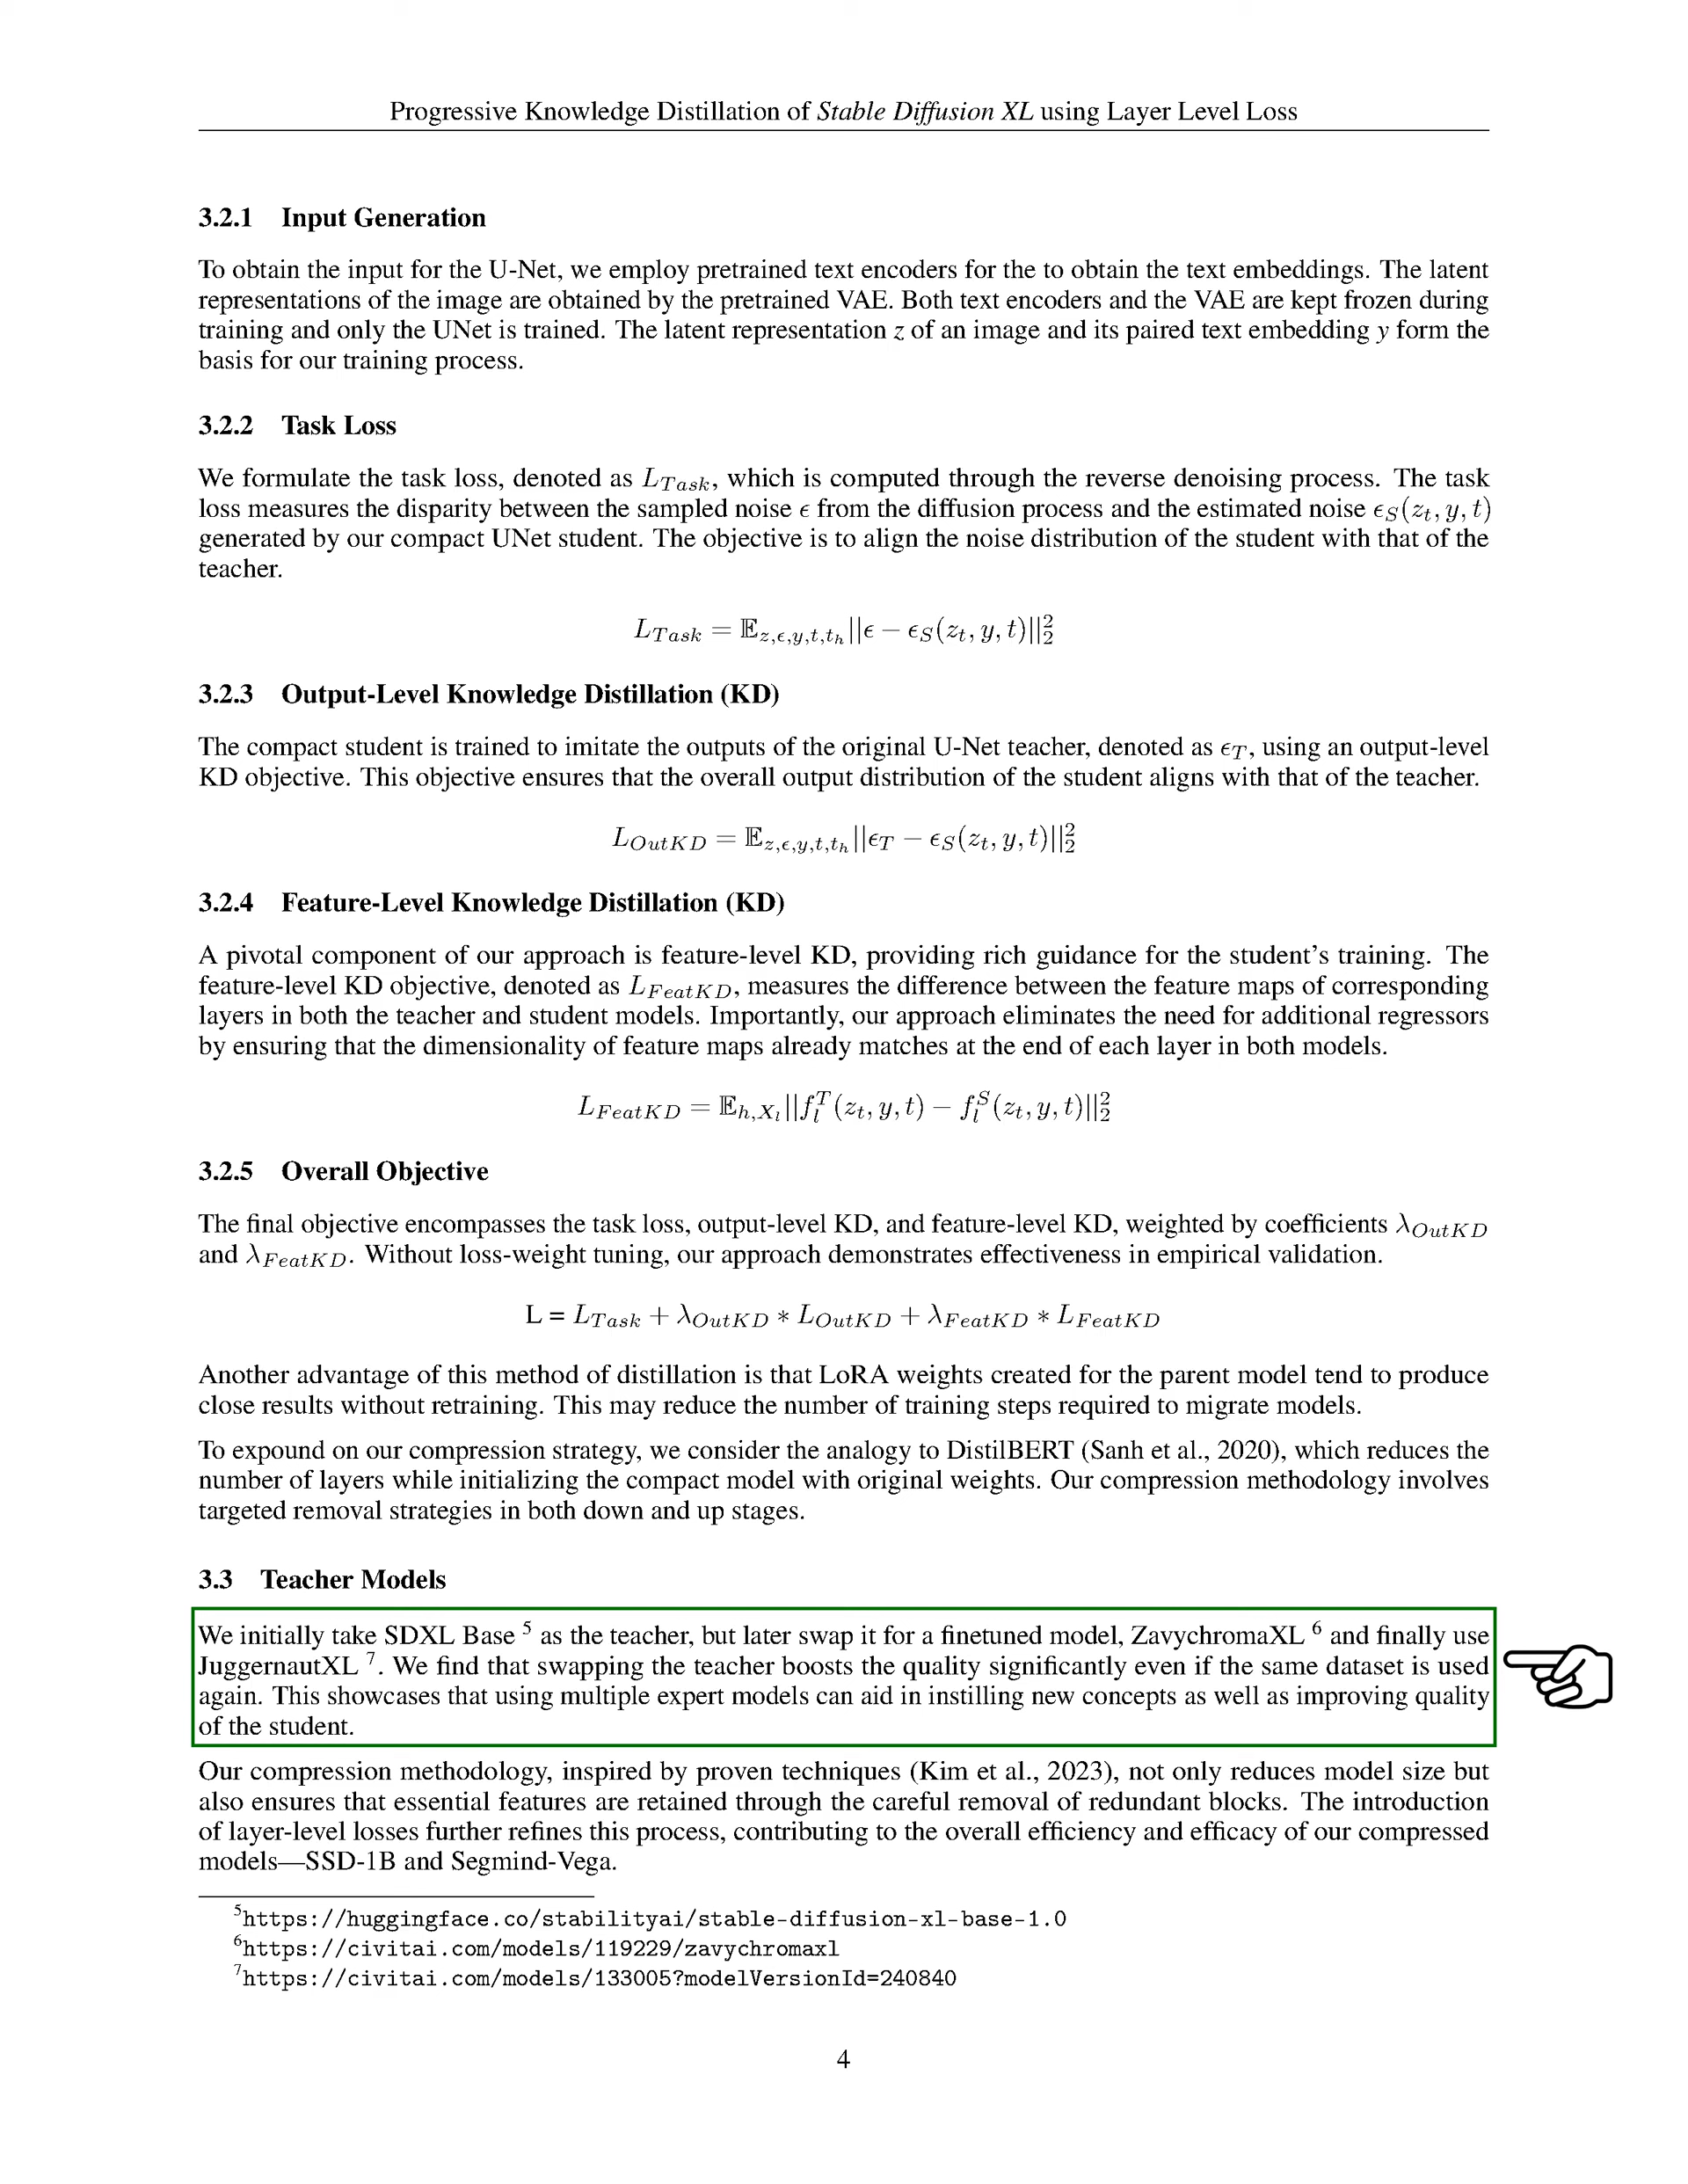 Progressive Knowledge Distillation of Stable Diffusion XL using Layer Level Loss
3.2.1 Input Generation
To obtain the input for the U-Net, we employ pretrained text encoders for the to obtain the text embeddings. The latent
representations of the image are obtained by the pretrained VAE. Both text encoders and the VAE are kept frozen during
training and only the UNet is trained. The latent representation z of an image and its paired text embedding y form the
basis for our training process.
3.2.2 Task Loss
We formulate the task loss, denoted as L_{Task}, which is computed through the reverse denoising process. The task
loss measures the disparity between the sampled noise ϵ from the diffusion process and the estimated noise ϵ_S(z_t, y, t)
generated by our compact UNet student. The objective is to align the noise distribution of the student with that of the
teacher.
L_{Task} = 𝔼_{z,ϵ,y,t,t_h}||ϵ − ϵ_S(z_t, y, t)||_2^2
3.2.3 Output-Level Knowledge Distillation (KD)
The compact student is trained to imitate the outputs of the original U-Net teacher, denoted as ϵ_T, using an output-level
KD objective. This objective ensures that the overall output distribution of the student aligns with that of the teacher.
L_{OutKD} = 𝔼_{z,ϵ,y,t,t_h}||ϵ_T − ϵ_S(z_t, y, t)||_2^2
3.2.4 Feature-Level Knowledge Distillation (KD)
A pivotal component of our approach is feature-level KD, providing rich guidance for the student's training. The
feature-level KD objective, denoted as L_{FeatKD}, measures the difference between the feature maps of corresponding
layers in both the teacher and student models. Importantly, our approach eliminates the need for additional regressors
by ensuring that the dimensionality of feature maps already matches at the end of each layer in both models.
L_{FeatKD} = 𝔼_{h,X_l}||f_l^T(z_t, y, t) − f_l^S(z_t, y, t)||_2^2
3.2.5 Overall Objective
The final objective encompasses the task loss, output-level KD, and feature-level KD, weighted by coefficients λ_{OutKD}
and λ_{FeatKD}. Without loss-weight tuning, our approach demonstrates effectiveness in empirical validation.
L = L_{Task} + λ_{OutKD} * L_{OutKD} + λ_{FeatKD} * L_{FeatKD}
Another advantage of this method of distillation is that LoRA weights created for the parent model tend to produce
close results without retraining. This may reduce the number of training steps required to migrate models.
To expound on our compression strategy, we consider the analogy to DistilBERT (Sanh et al., 2020), which reduces the
number of layers while initializing the compact model with original weights. Our compression methodology involves
targeted removal strategies in both down and up stages.
3.3 Teacher Models
We initially take SDXL Base 5 as the teacher, but later swap it for a finetuned model, ZavychromaXL 6 and finally use
JuggernautXL 7. We find that swapping the teacher boosts the quality significantly even if the same dataset is used
again. This showcases that using multiple expert models can aid in instilling new concepts as well as improving quality
of the student.
Our compression methodology, inspired by proven techniques (Kim et al., 2023), not only reduces model size but
also ensures that essential features are retained through the careful removal of redundant blocks. The introduction
of layer-level losses further refines this process, contributing to the overall efficiency and efficacy of our compressed
models—SSD-1B and Segmind-Vega.
5https://huggingface.co/stabilityai/stable-diffusion-xl-base-1.0
6https://civitai.com/models/119229/zavychromaxl
7https://civitai.com/models/133005?modelVersionId=240840
4